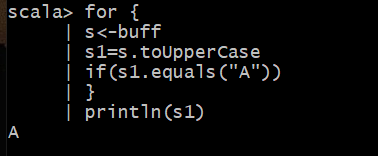 scala> for {
| s<-buff
| s1=s.toUpperCase
| if(s1.equals("A"))
| }
| println(s1)
A